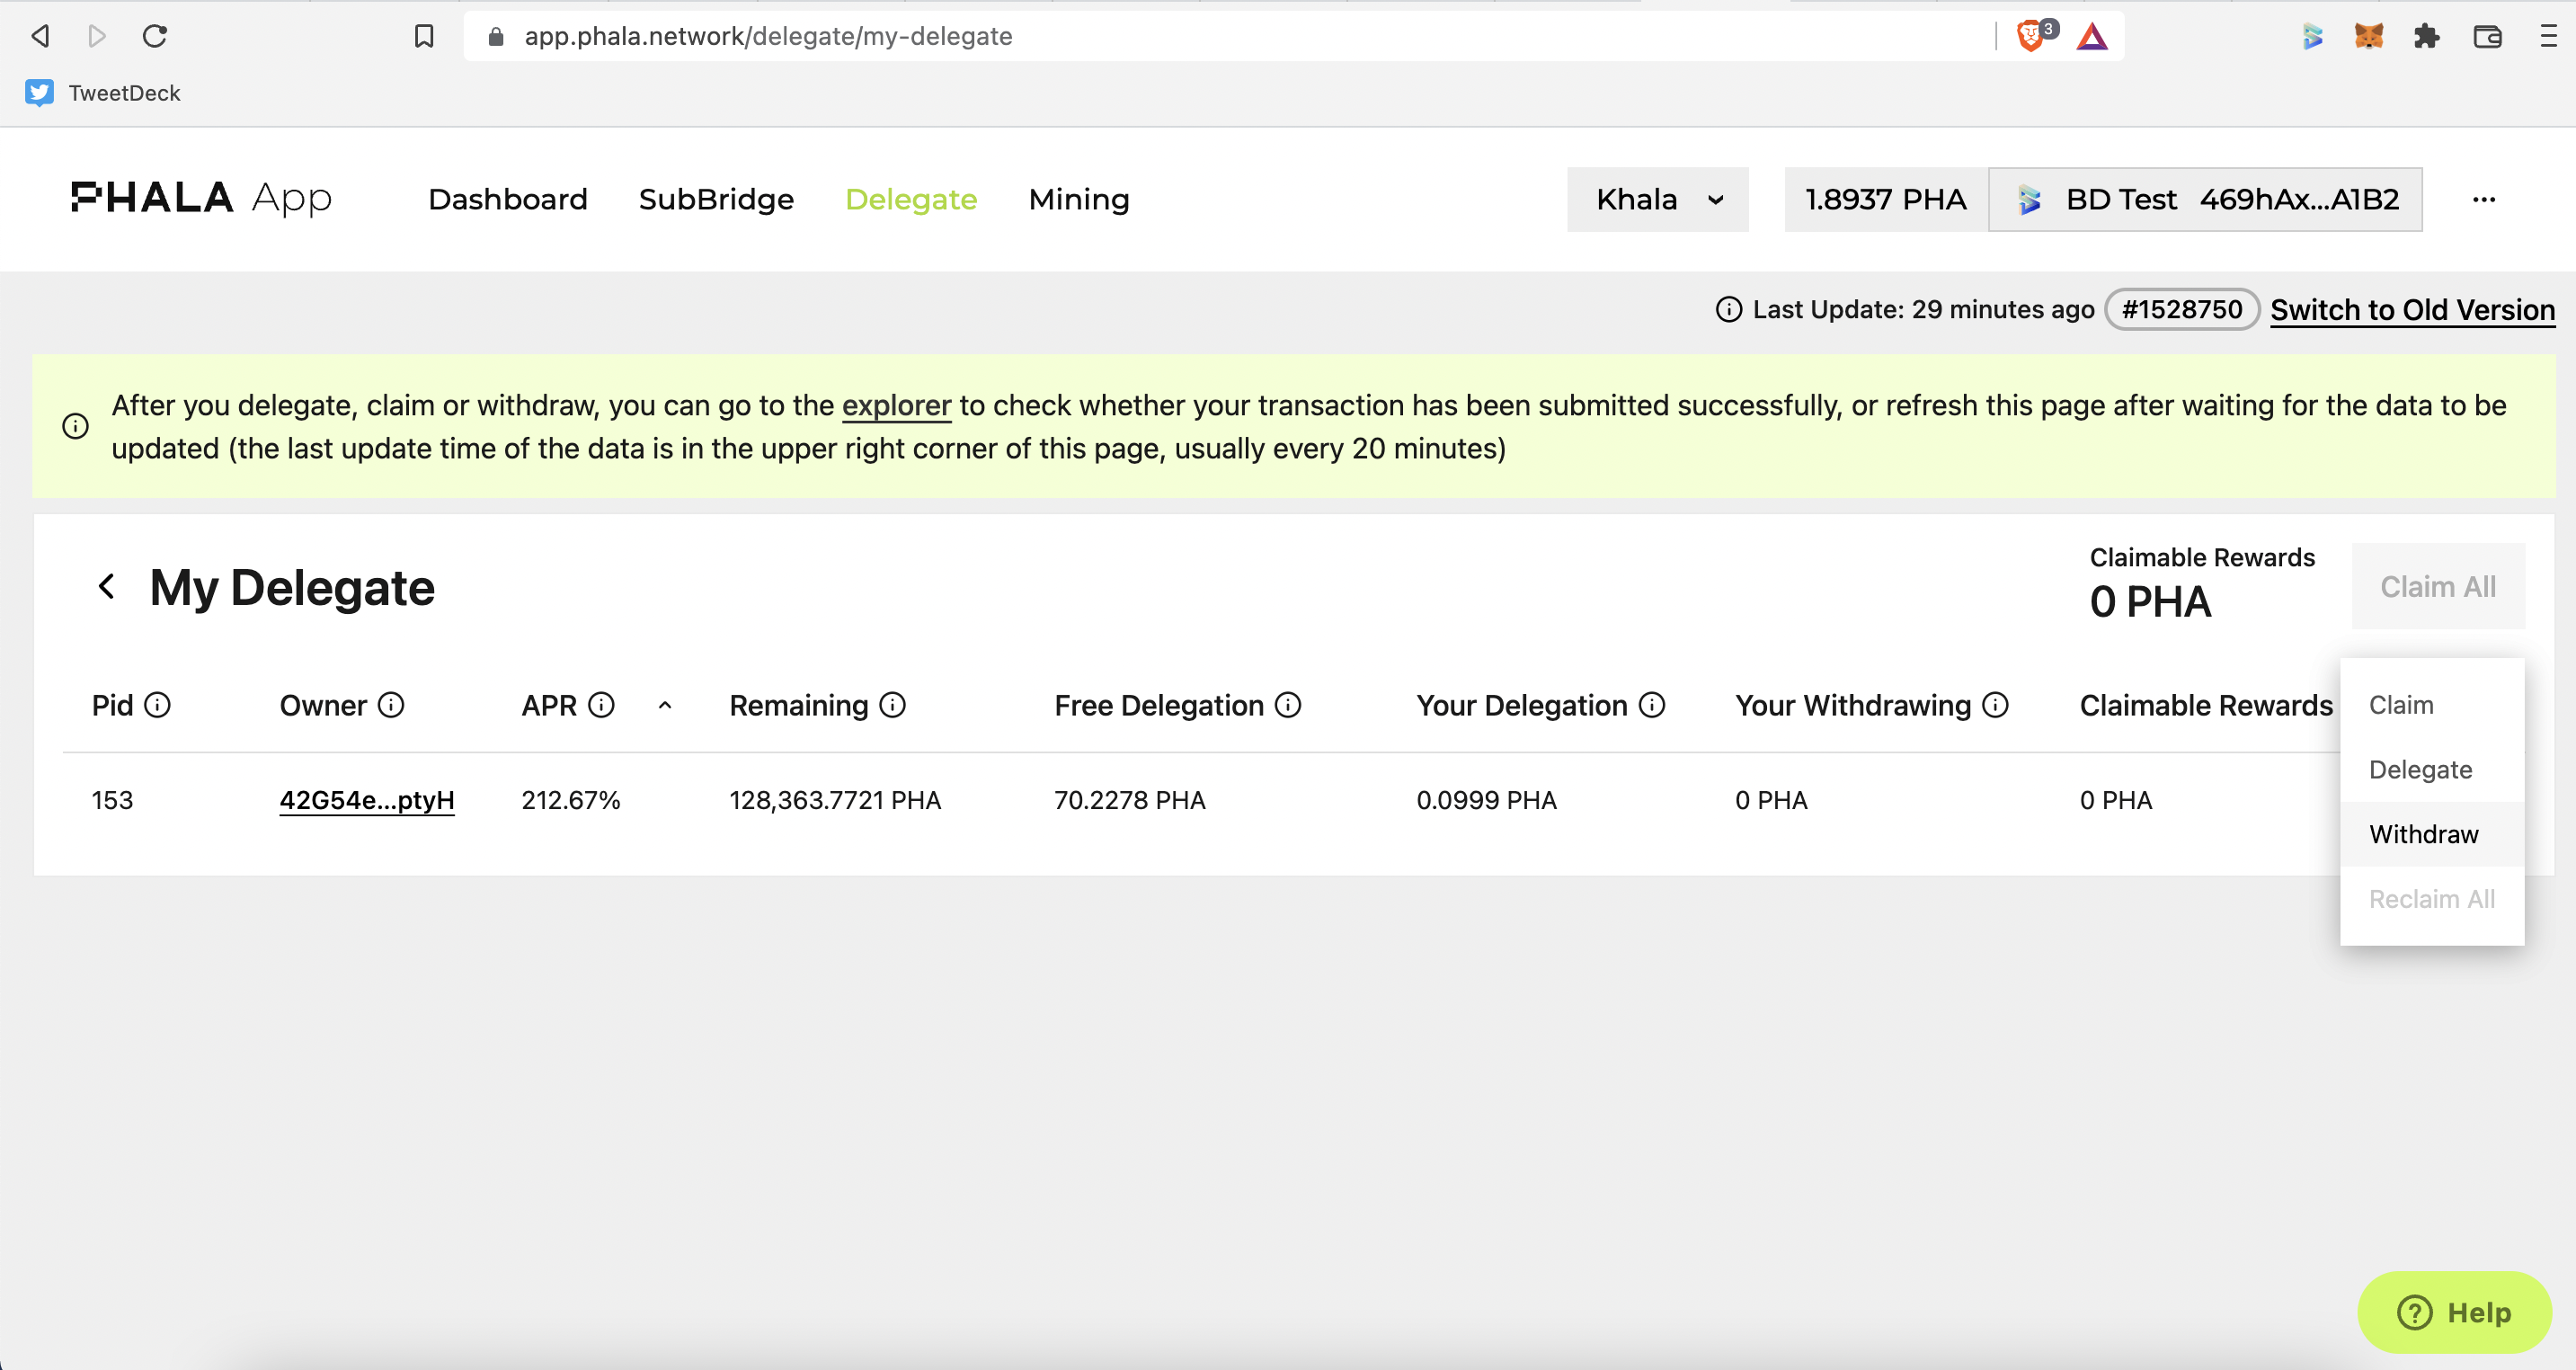 app.phala.network/delegate/my-delegate
3
TweetDeck
PHALA App
Dashboard
SubBridge
Delegate
Mining
Khala
1.8937 PHA
BD Test 469hAx...A1B2
...
Last Update: 29 minutes ago
#1528750
Switch to Old Version
After you delegate, claim or withdraw, you can go to the explorer to check whether your transaction has been submitted successfully, or refresh this page after waiting for the data to be
updated (the last update time of the data is in the upper right corner of this page, usually every 20 minutes)
My Delegate
Claimable Rewards
0 PHA
Claim All
Pid
Owner
APR
Remaining
Free Delegation
Your Delegation
Your Withdrawing
Claimable Rewards
153
42G54e...ptyH
212.67%
128,363.7721 PHA
70.2278 PHA
0.0999 PHA
0 PHA
0 PHA
Claim
Delegate
Withdraw
Reclaim All
Help